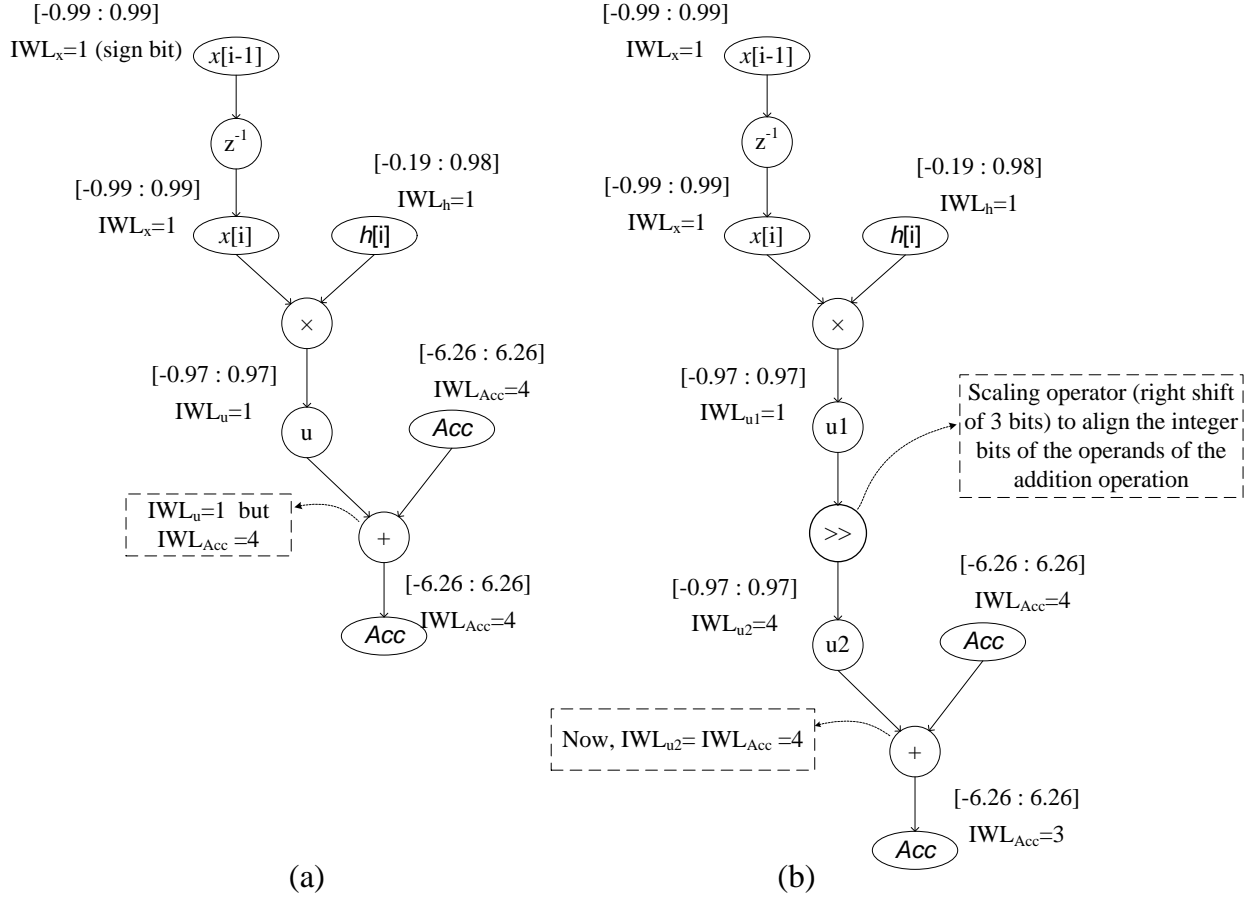 [-0.99 : 0.99]
IWLx=1 (sign bit)
x[i-1]
z-1
[-0.99 : 0.99]
IWLx=1
x[i]
[-0.19 : 0.98]
IWLh=1
h[i]
×
[-0.97 : 0.97]
IWLu=1
u
[-6.26 : 6.26]
IWLAcc=4
Acc
IWLu=1 but
IWLAcc =4
+
[-6.26 : 6.26]
IWLAcc=4
Acc
(a)
[-0.99 : 0.99]
IWLx=1
x[i-1]
z-1
[-0.99 : 0.99]
IWLx=1
x[i]
[-0.19 : 0.98]
IWLh=1
h[i]
×
[-0.97 : 0.97]
IWLu1=1
u1
Scaling operator (right shift
of 3 bits) to align the integer
bits of the operands of the
addition operation
>>
[-0.97 : 0.97]
IWLu2=4
u2
[-6.26 : 6.26]
IWLAcc=4
Acc
Now, IWLu2= IWLAcc =4
+
[-6.26 : 6.26]
IWLAcc=3
Acc
(b)